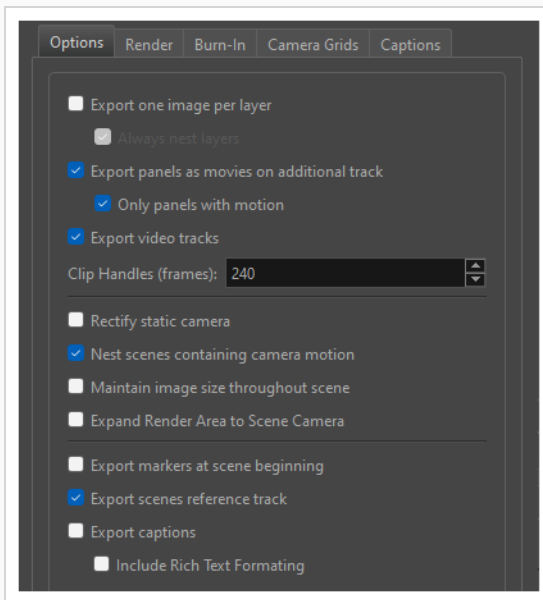 Options Render Burn-In Camera Grids Captions
Export one image per layer
Always nest layers
Export panels as movies on additional track
Only panels with motion
Export video tracks
Clip Handles (frames): 240
Rectify static camera
Nest scenes containing camera motion
Maintain image size throughout scene
Expand Render Area to Scene Camera
Export markers at scene beginning
Export scenes reference track
Export captions
Include Rich Text Formating